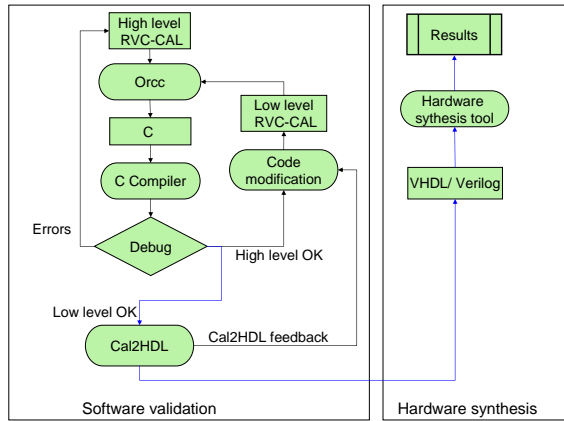 High level
RVC-CAL
Orcc
C
C Compiler
Low level
RVC-CAL
Code
modification
Errors
Debug
High level OK
Low level OK
Cal2HDL
Cal2HDL feedback
Software validation
Results
Hardware
sythesis tool
VHDL/ Verilog
Hardware synthesis